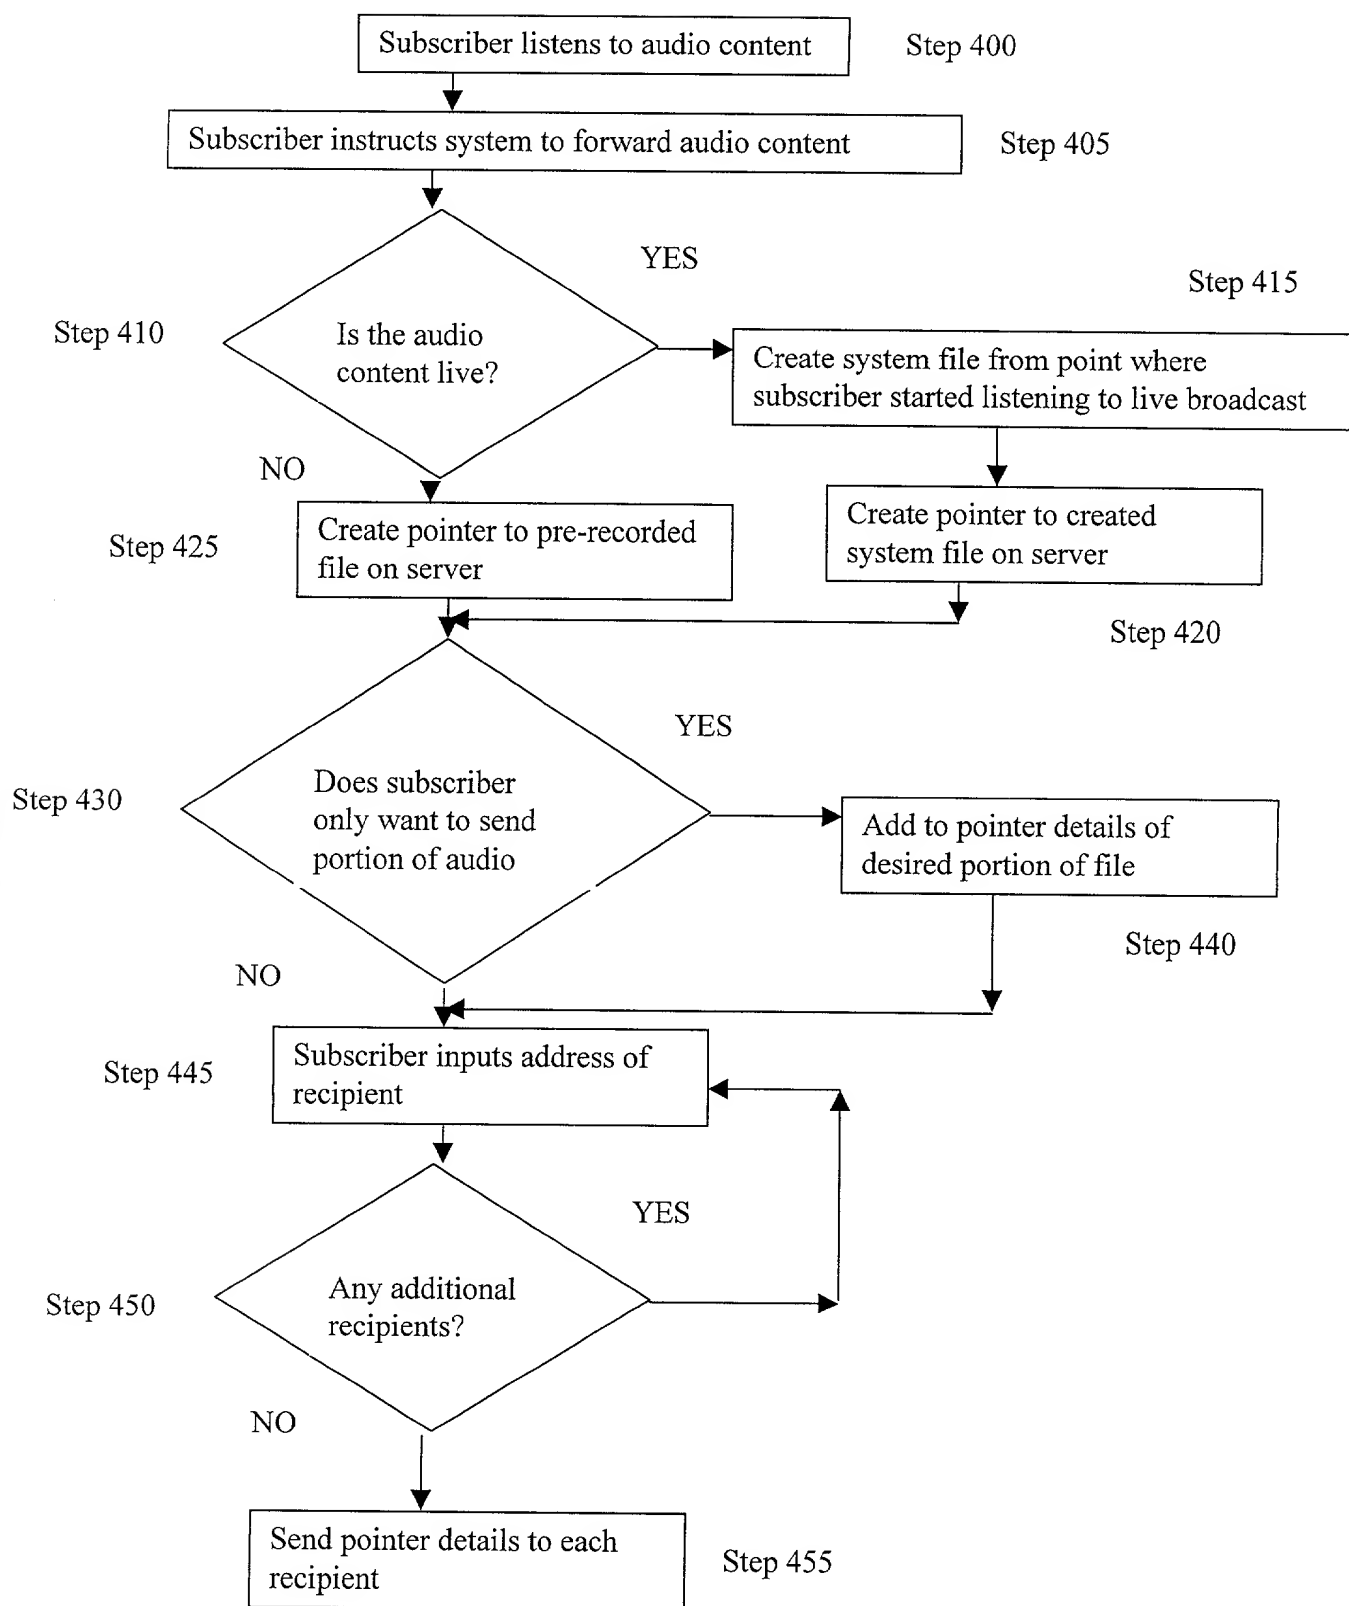 Subscriber listens to audio content
Step 400
Subscriber instructs system to forward audio content
Step 405
YES
Step 415
Step 410
Is the audio
content live?
Create system file from point where
subscriber started listening to live broadcast
NO
Step 425
Create pointer to pre-recorded
file on server
Create pointer to created
system file on server
Step 420
YES
Step 430
Does subscriber
only want to send
portion of audio
Add to pointer details of
desired portion of file
Step 440
NO
Step 445
Subscriber inputs address of
recipient
YES
Step 450
Any additional
recipients?
NO
Send pointer details to each
recipient
Step 455